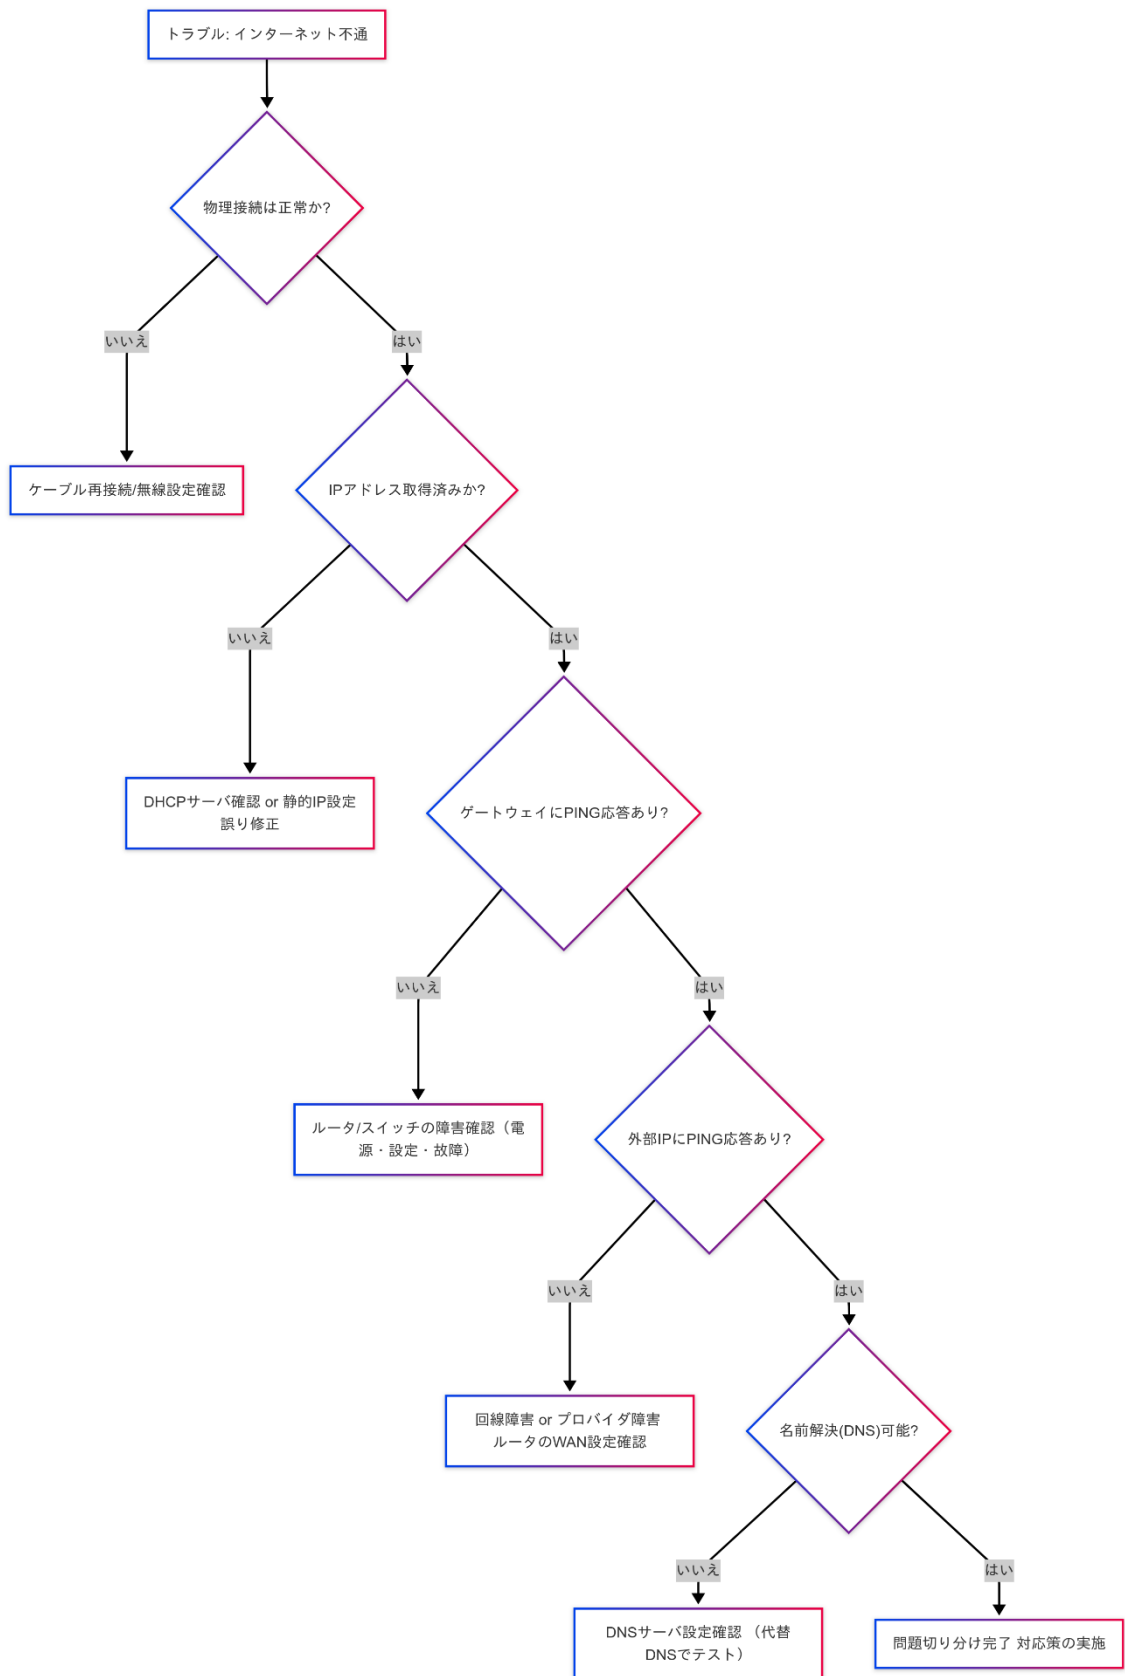 トラブル: インターネット不通
物理接続は正常か?
いいえ
はい
ケーブル再接続/無線設定確認
IPアドレス取得済みか?
いいえ
はい
DHCPサーバ確認 or 静的IP設定
誤り修正
ゲートウェイにPING応答あり?
いいえ
はい
ルータ/スイッチの障害確認（電
源・設定・故障）
外部IPにPING応答あり?
いいえ
はい
回線障害 or プロバイダ障害
ルータのWAN設定確認
名前解決(DNS)可能?
いいえ
はい
DNSサーバ設定確認 （代替
DNSでテスト）
問題切り分け完了 対応策の実施